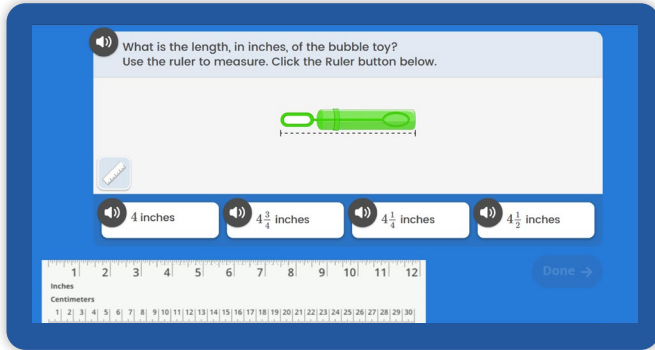 What is the length, in inches, of the bubble toy?
Use the ruler to measure. Click the Ruler button below.
4 inches
4 3/4 inches
4 1/4 inches
4 1/2 inches
1 2 3 4 5 6 7 8 9 10 11 12
Inches
Centimeters
1 2 3 4 5 6 7 8 9 10 11 12 13 14 15 16 17 18 19 20 21 22 23 24 25 26 27 28 29 30
Done →